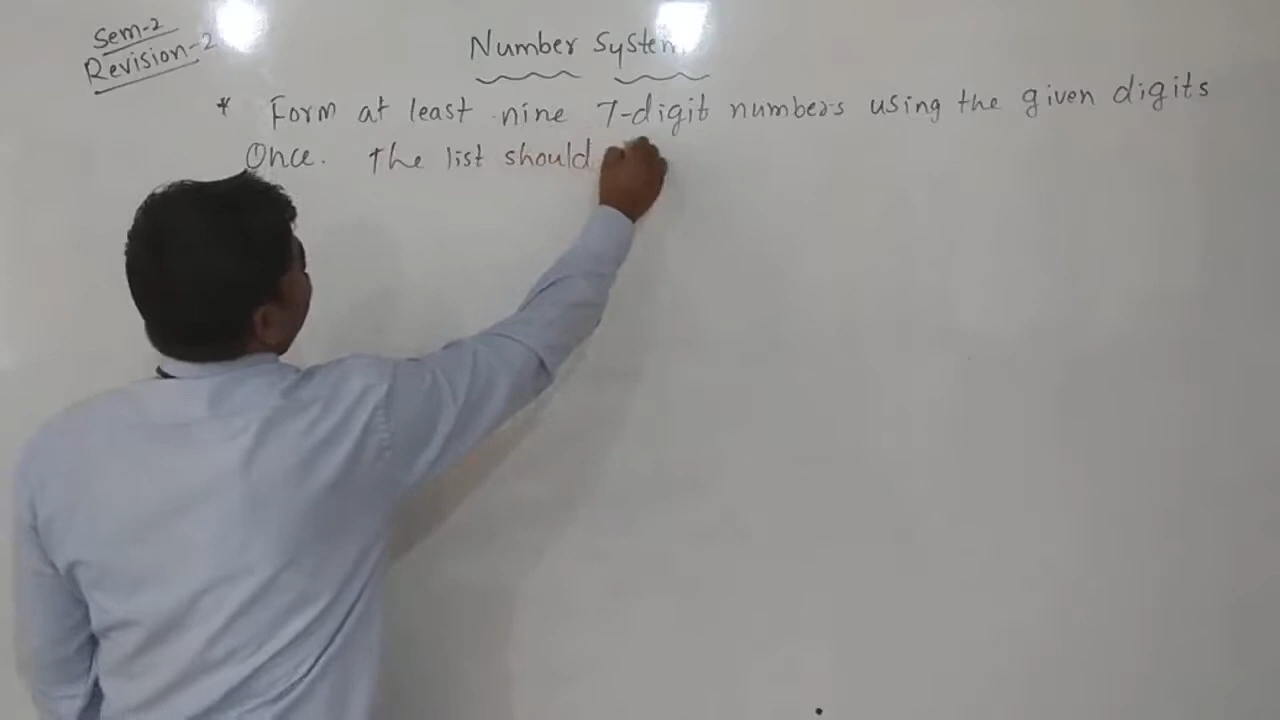 Sem-2
Revision-2
Number System
* Form at least nine 7-digit numbers using the given digits
Once. The list should